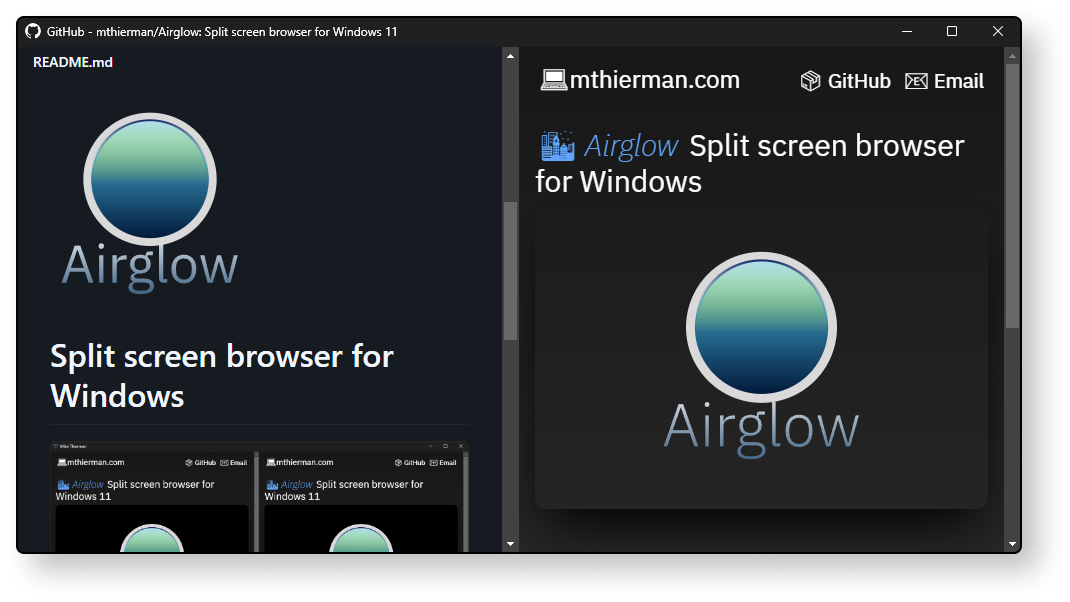 GitHub - mthierman/Airglow: Split screen browser for Windows 11
README.md
Airglow
Split screen browser for
Windows
Mike Thierman
mthierman.com GitHub Email
Airglow Split screen browser for
Windows 11
mthierman.com GitHub Email
Airglow Split screen browser for
Windows 11
mthierman.com GitHub Email
Airglow Split screen browser
for Windows
Airglow